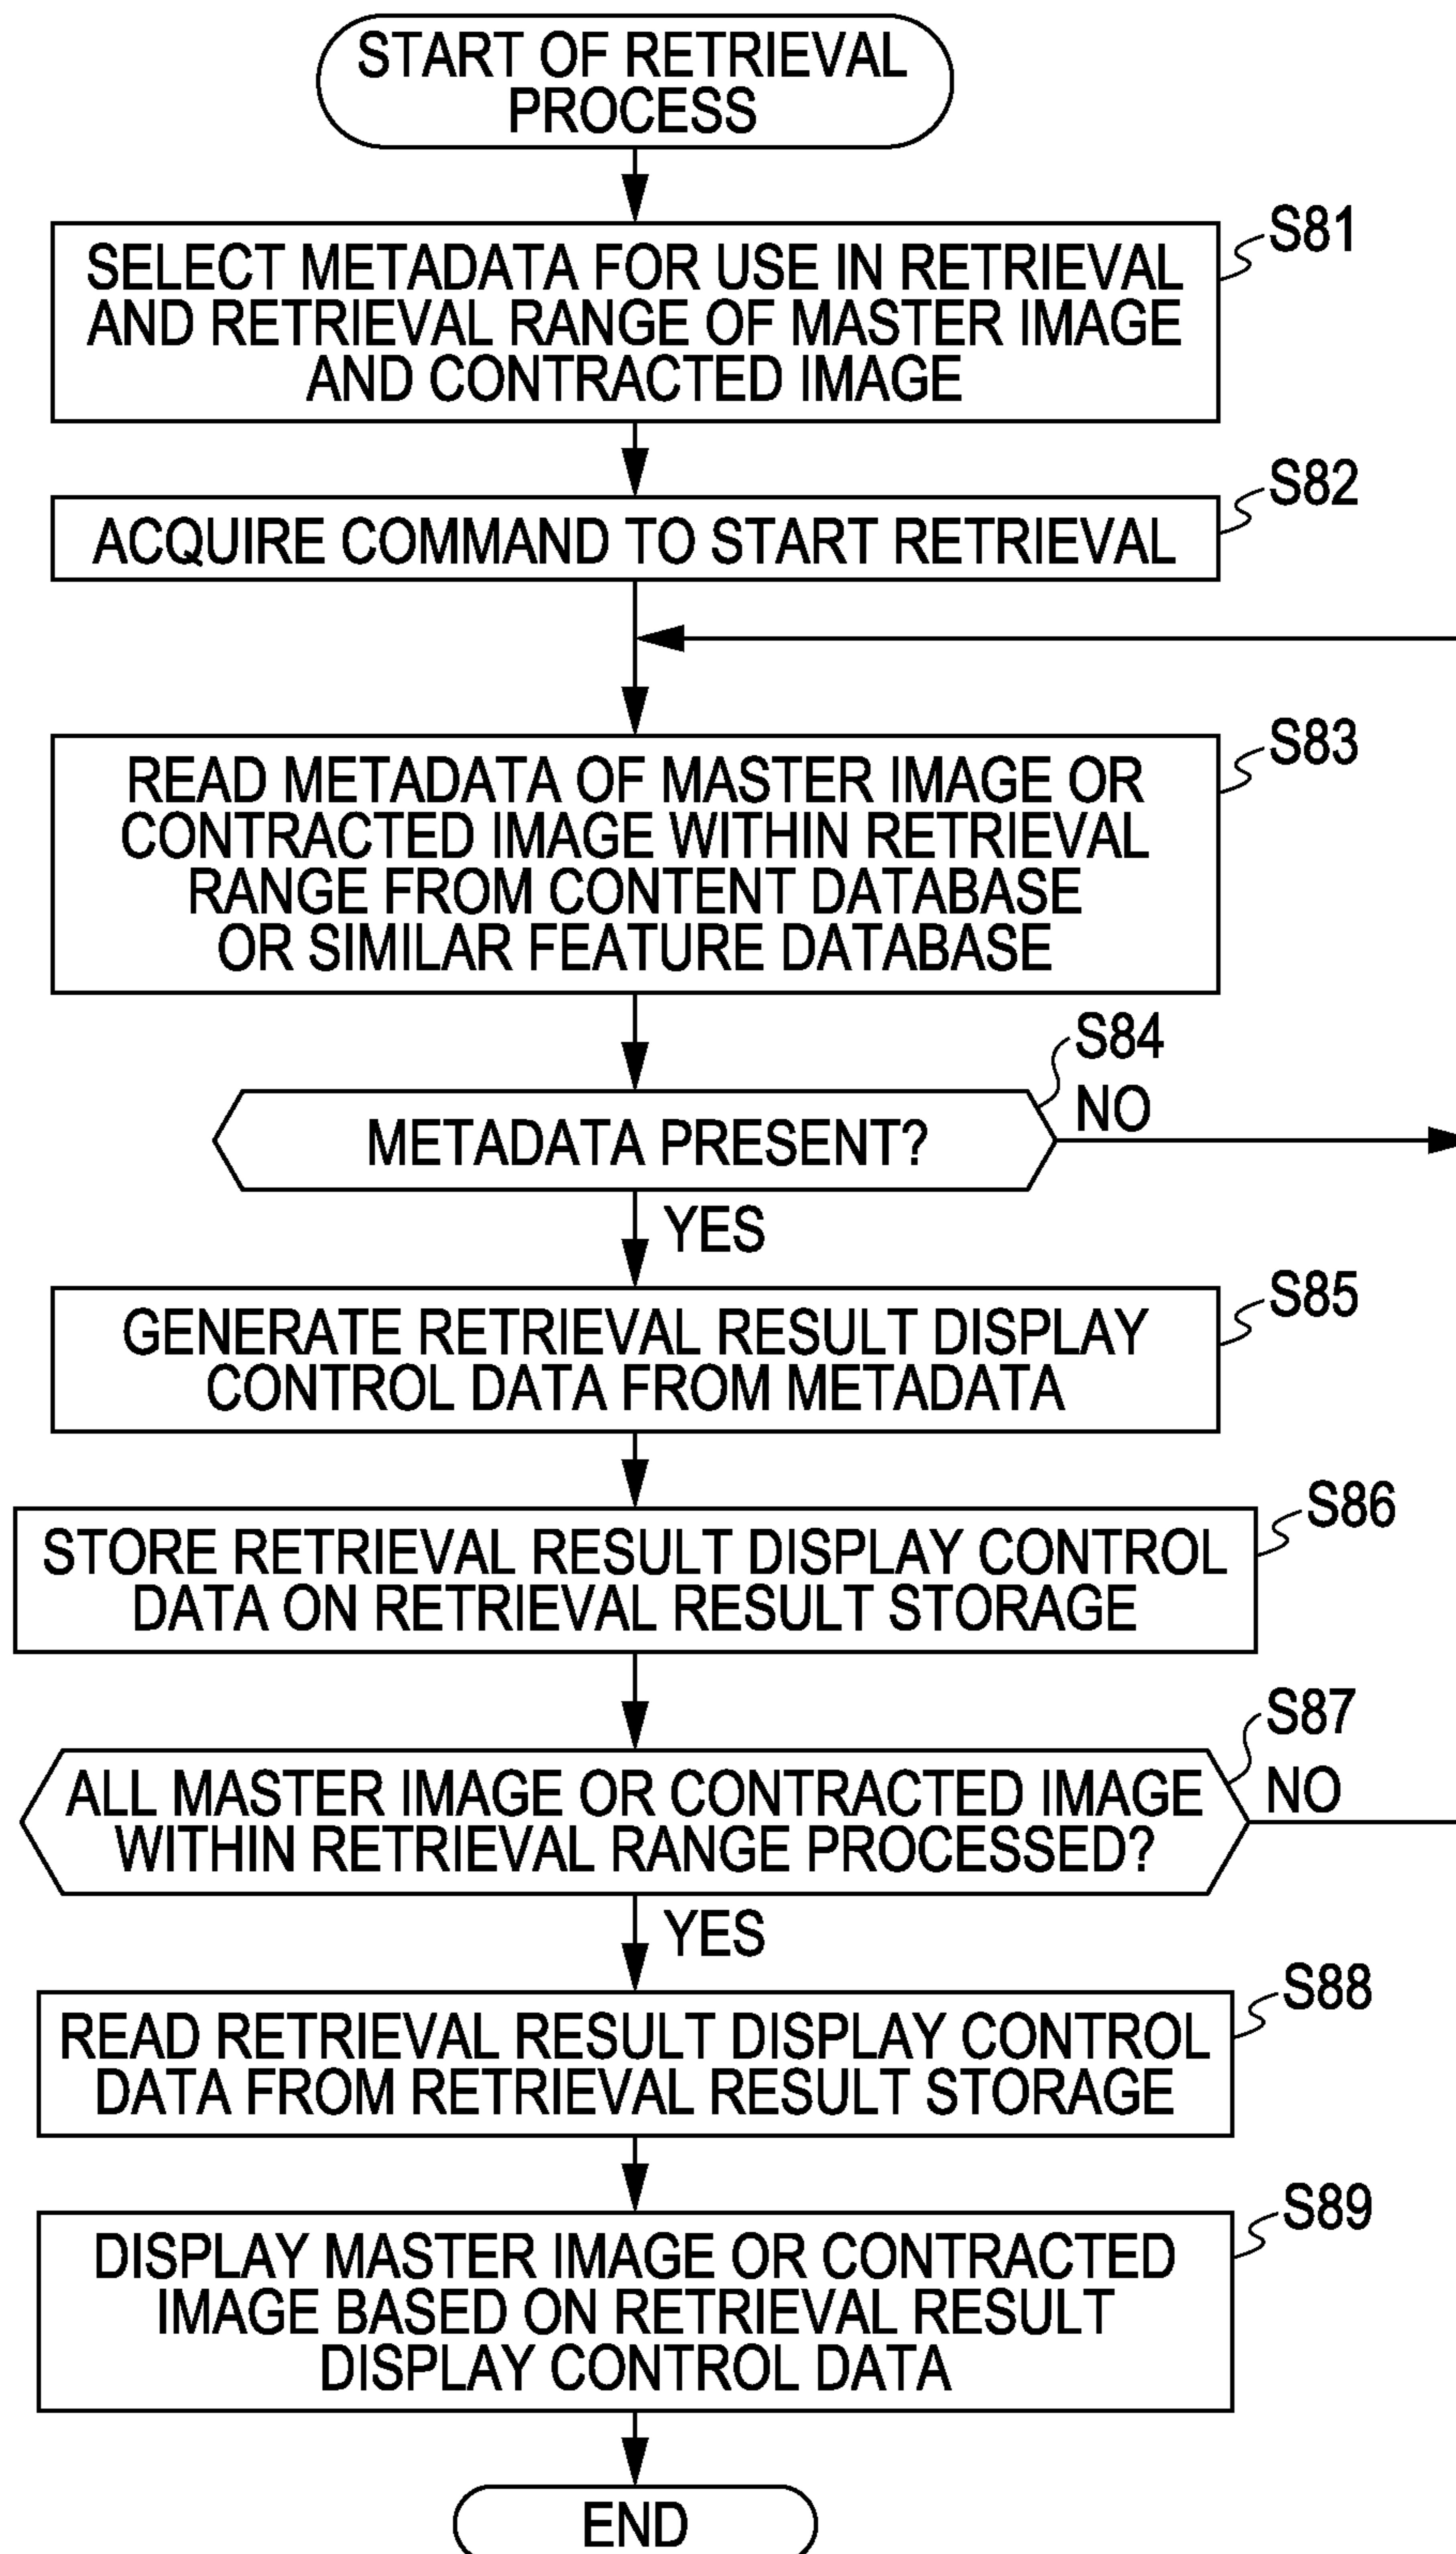 START OF RETRIEVAL
PROCESS
S81
SELECT METADATA FOR USE IN RETRIEVAL
AND RETRIEVAL RANGE OF MASTER IMAGE
AND CONTRACTED IMAGE
S82
ACQUIRE COMMAND TO START RETRIEVAL
S83
READ METADATA OF MASTER IMAGE OR
CONTRACTED IMAGE WITHIN RETRIEVAL
RANGE FROM CONTENT DATABASE
OR SIMILAR FEATURE DATABASE
S84
NO
METADATA PRESENT?
YES
S85
GENERATE RETRIEVAL RESULT DISPLAY
CONTROL DATA FROM METADATA
S86
STORE RETRIEVAL RESULT DISPLAY CONTROL
DATA ON RETRIEVAL RESULT STORAGE
S87
NO
ALL MASTER IMAGE OR CONTRACTED IMAGE
WITHIN RETRIEVAL RANGE PROCESSED?
YES
S88
READ RETRIEVAL RESULT DISPLAY CONTROL
DATA FROM RETRIEVAL RESULT STORAGE
S89
DISPLAY MASTER IMAGE OR CONTRACTED
IMAGE BASED ON RETRIEVAL RESULT
DISPLAY CONTROL DATA
END